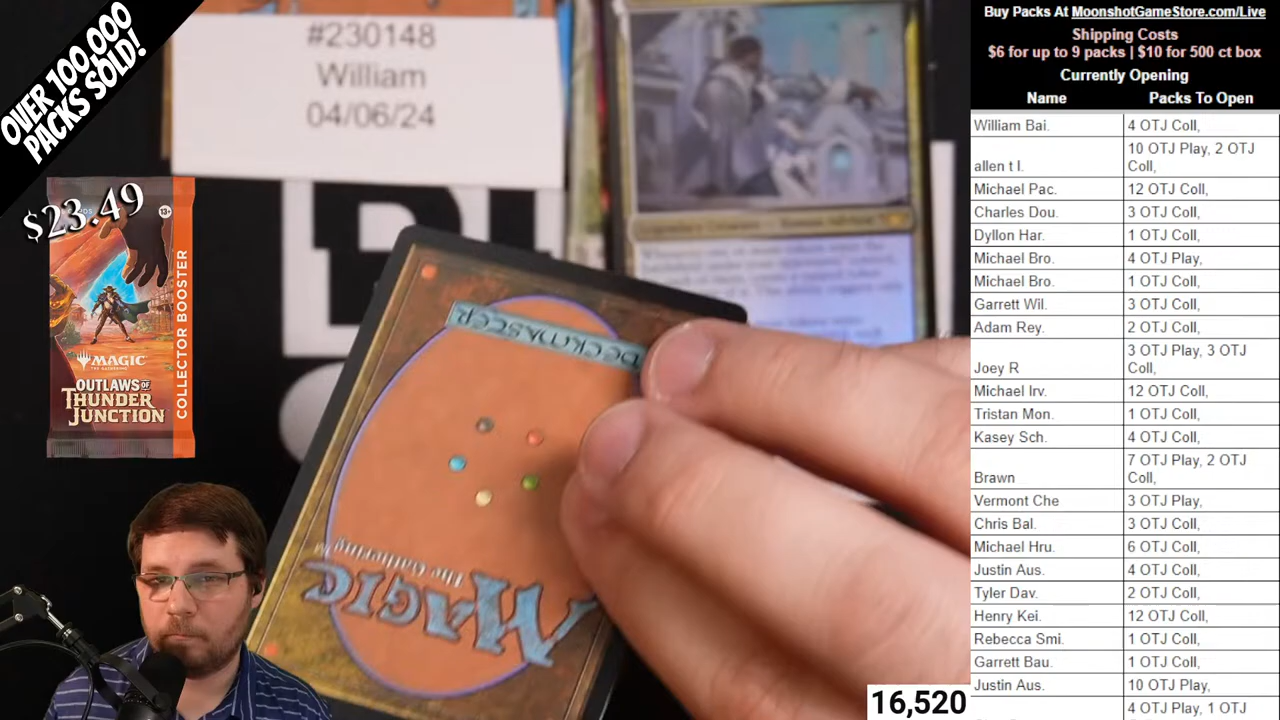 OVER 100,000
PACKS SOLD!
#230148
William
04/06/24
$23.49
13+
MAGIC
THE GATHERING
OUTLAWS OF
THUNDER
JUNCTION
COLLECTOR BOOSTER
DECKMASTER
MAGIC
The Gathering
Buy Packs At MoonshotGameStore.com/Live
Shipping Costs
$6 for up to 9 packs | $10 for 500 ct box
Currently Opening
Name Packs To Open
William Bai. 4 OTJ Coll,
allen t l. 10 OTJ Play, 2 OTJ
Coll,
Michael Pac. 12 OTJ Coll,
Charles Dou. 3 OTJ Coll,
Dyllon Har. 1 OTJ Coll,
Michael Bro. 4 OTJ Play,
Michael Bro. 1 OTJ Coll,
Garrett Wil. 3 OTJ Coll,
Adam Rey. 2 OTJ Coll,
Joey R 3 OTJ Play, 3 OTJ
Coll,
Michael Irv. 12 OTJ Coll,
Tristan Mon. 1 OTJ Coll,
Kasey Sch. 4 OTJ Coll,
Brawn 7 OTJ Play, 2 OTJ
Coll,
Vermont Che 3 OTJ Play,
Chris Bal. 3 OTJ Coll,
Michael Hru. 6 OTJ Coll,
Justin Aus. 4 OTJ Coll,
Tyler Dav. 2 OTJ Coll,
Henry Kei. 12 OTJ Coll,
Rebecca Smi. 1 OTJ Coll,
Garrett Bau. 1 OTJ Coll,
Justin Aus. 10 OTJ Play,
4 OTJ Play, 1 OTJ
16,520